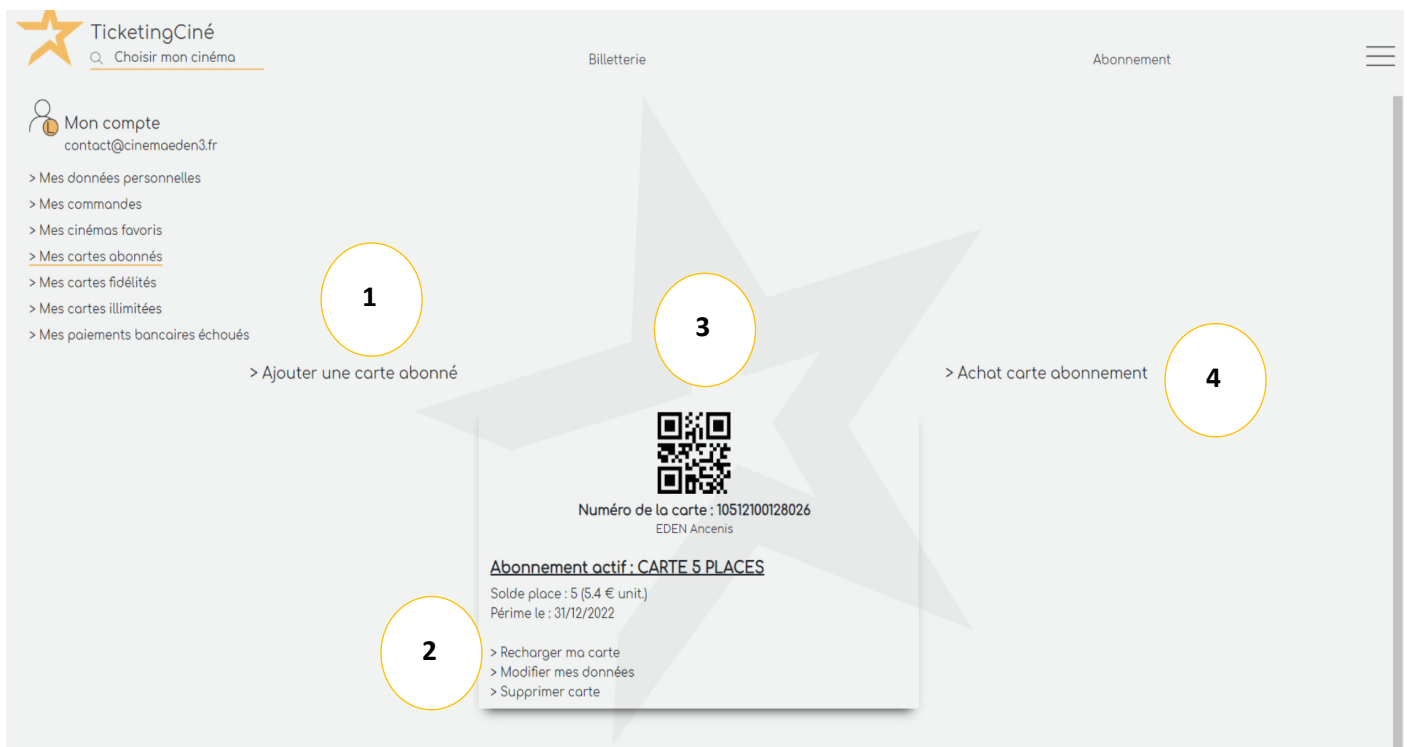 TicketingCiné
Choisir mon cinéma
Billetterie
Abonnement
L
Mon compte
contact@cinemaeden3.fr
> Mes données personnelles
> Mes commandes
> Mes cinémas favoris
> Mes cartes abonnés
> Mes cartes fidélités
> Mes cartes illimitées
> Mes paiements bancaires échoués
1
3
4
> Ajouter une carte abonné
> Achat carte abonnement
Numéro de la carte : 10512100128026
EDEN Ancenis
Abonnement actif : CARTE 5 PLACES
Solde place : 5 (5.4 € unit.)
Périme le : 31/12/2022
2
> Recharger ma carte
> Modifier mes données
> Supprimer carte